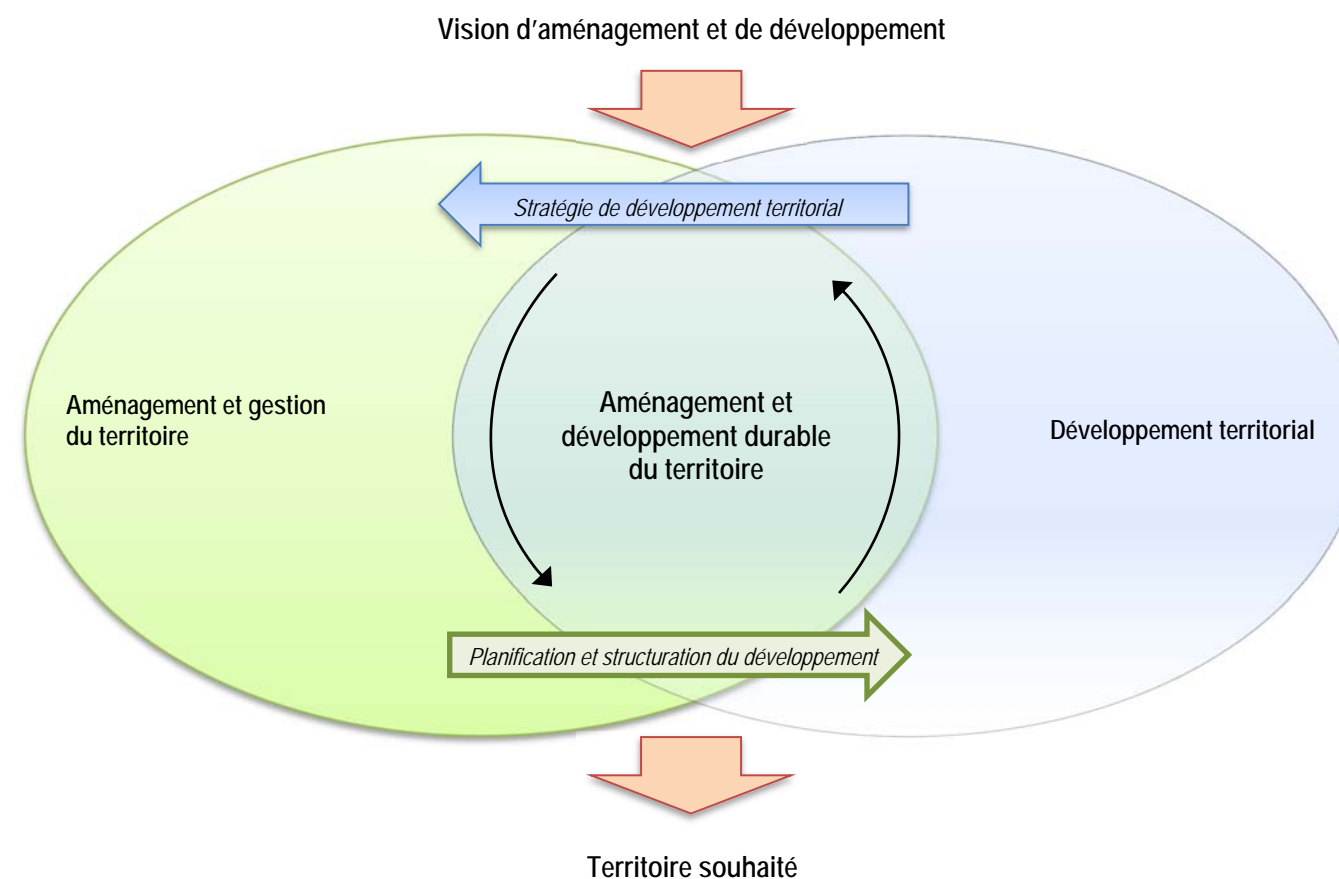 Vision d'aménagement et de développement
Stratégie de développement territorial
Aménagement et gestion
du territoire
Aménagement et
développement durable
du territoire
Développement territorial
Planification et structuration du développement
Territoire souhaité